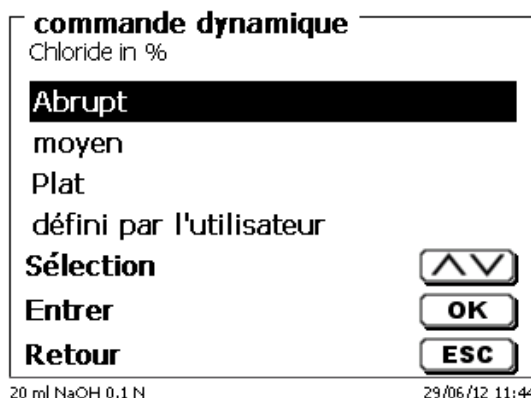 commande dynamique
Chloride in %
Abrupt
moyen
Plat
défini par l'utilisateur
Sélection
Entrer OK
Retour ESC
20 ml NaOH 0.1 N 29/06/12 11:44